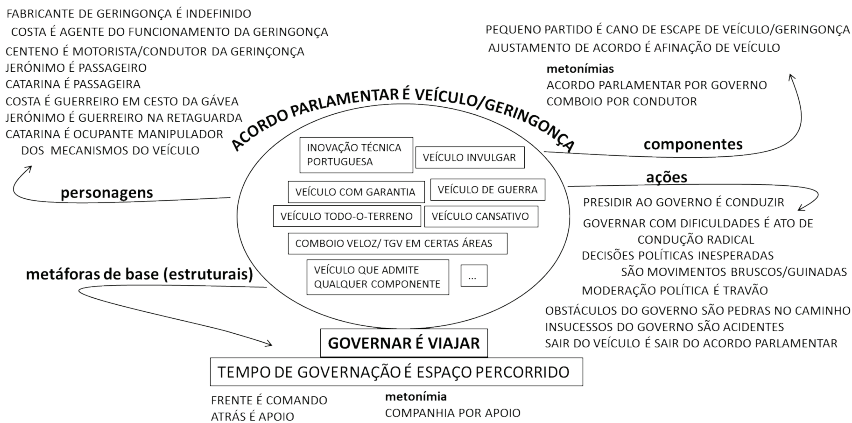 FABRICANTE DE GERINGONÇA É INDEFINIDO
COSTA É AGENTE DO FUNCIONAMENTO DA GERINGONÇA
CENTENO É MOTORISTA/CONDUTOR DA GERINÇONÇA
JERÓNIMO É PASSAGEIRO
CATARINA É PASSAGEIRA
COSTA É GUERREIRO EM CESTO DA GÁVEA
JERÓNIMO É GUERREIRO NA RETAGUARDA
CATARINA É OCUPANTE MANIPULADOR
DOS MECANISMOS DO VEÍCULO
personagens
metáforas de base (estruturais)
PEQUENO PARTIDO É CANO DE ESCAPE DE VEÍCULO/GERINGONÇA
AJUSTAMENTO DE ACORDO É AFINAÇÃO DE VEÍCULO
metonímias
ACORDO PARLAMENTAR POR GOVERNO
COMBOIO POR CONDUTOR
componentes
ações
ACORDO PARLAMENTAR É VEÍCULO/GERINGONÇA
INOVAÇÃO TÉCNICA
PORTUGUESA
VEÍCULO INVULGAR
VEÍCULO COM GARANTIA
VEÍCULO DE GUERRA
VEÍCULO TODO-O-TERRENO
VEÍCULO CANSATIVO
COMBOIO VELOZ/ TGV EM CERTAS ÁREAS
VEÍCULO QUE ADMITE
QUALQUER COMPONENTE
...
PRESIDIR AO GOVERNO É CONDUZIR
GOVERNAR COM DIFICULDADES É ATO DE
CONDUÇÃO RADICAL
DECISÕES POLÍTICAS INESPERADAS
SÃO MOVIMENTOS BRUSCOS/GUINADAS
MODERAÇÃO POLÍTICA É TRAVÃO
OBSTÁCULOS DO GOVERNO SÃO PEDRAS NO CAMINHO
INSUCESSOS DO GOVERNO SÃO ACIDENTES
SAIR DO VEÍCULO É SAIR DO ACORDO PARLAMENTAR
GOVERNAR É VIAJAR
TEMPO DE GOVERNAÇÃO É ESPAÇO PERCORRIDO
FRENTE É COMANDO
ATRÁS É APOIO
metonímia
COMPANHIA POR APOIO